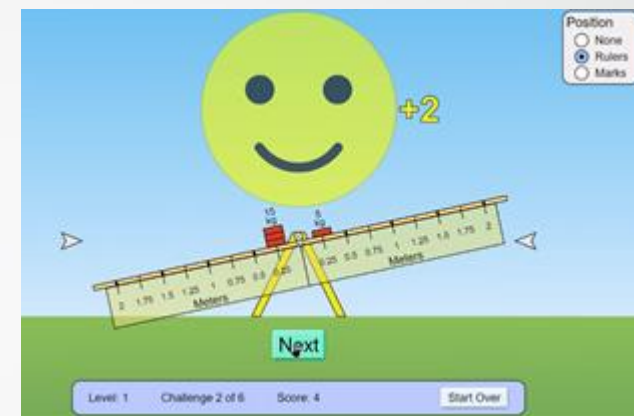 Position
None
Rulers
Marks
+2
15
kg
5
kg
2 1.75 1.5 1.25 1 0.75 0.5 0.25
Meters
0.25 0.5 0.75 1 1.25 1.5 1.75 2
Meters
Next
Level: 1 Challenge 2 of 6 Score: 4 Start Over